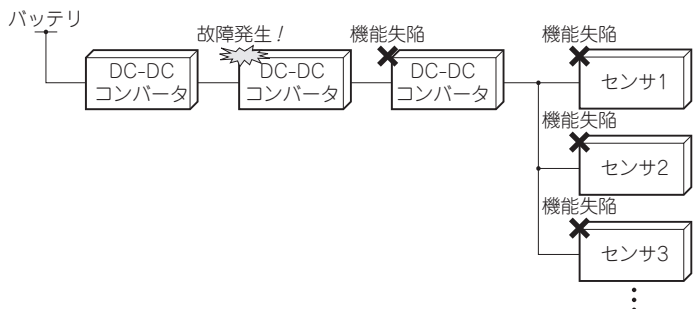 バッテリ
故障発生！
機能失陥
機能失陥
DC-DC
コンバータ
DC-DC
コンバータ
DC-DC
コンバータ
センサ1
機能失陥
センサ2
機能失陥
センサ3